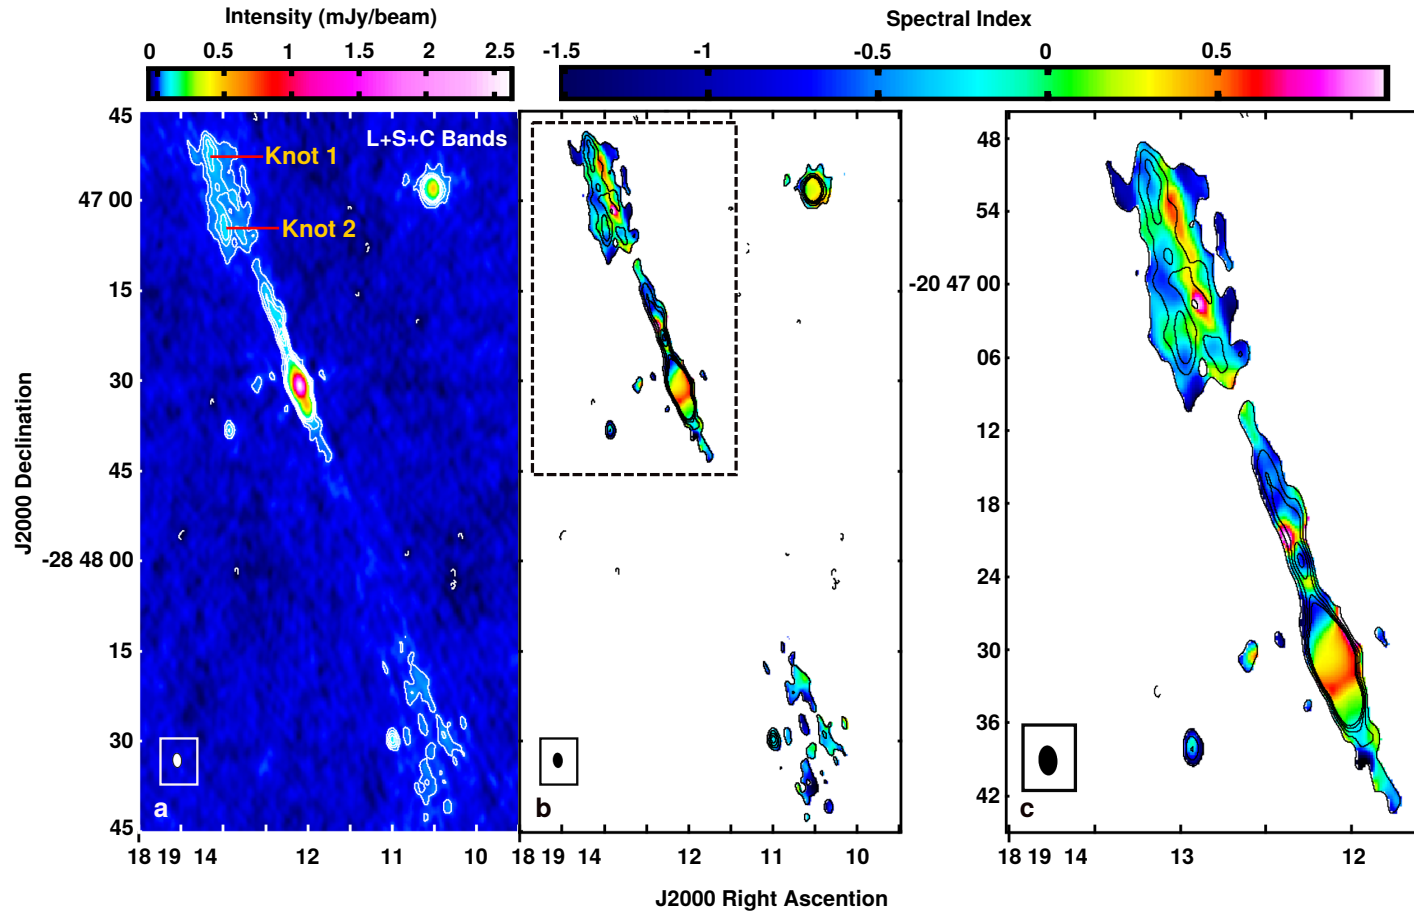 Intensity (mJy/beam)
Spectral Index
0 0.5 1 1.5 2 2.5
-1.5 -1 -0.5 0 0.5
L+S+C Bands
Knot 1
Knot 2
45
47 00
15
30
45
-28 48 00
15
30
45
J2000 Declination
a
b
c
48
54
-20 47 00
06
12
18
24
30
36
42
18 19 14 12 11 10
18 19 14 12 11 10
18 19 14 13 12
J2000 Right Ascention